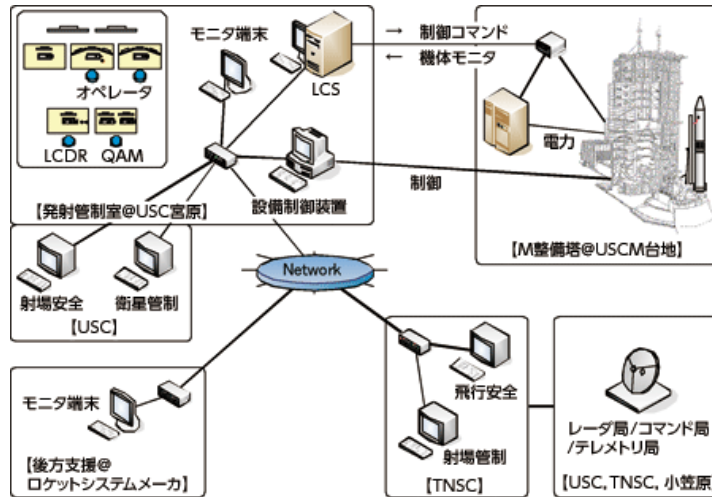 モニタ端末
LCS
→ 制御コマンド
← 機体モニタ
オペレータ
LCDR QAM
電力
制御
設備制御装置
【発射管制室@USC宮原】
【M整備塔@USCM台地】
射場安全 衛星管制
【USC】
Network
モニタ端末
【後方支援@
ロケットシステムメーカ】
飛行安全
射場管制
【TNSC】
レーダ局/コマンド局
/テレメトリ局
【USC, TNSC, 小笠原